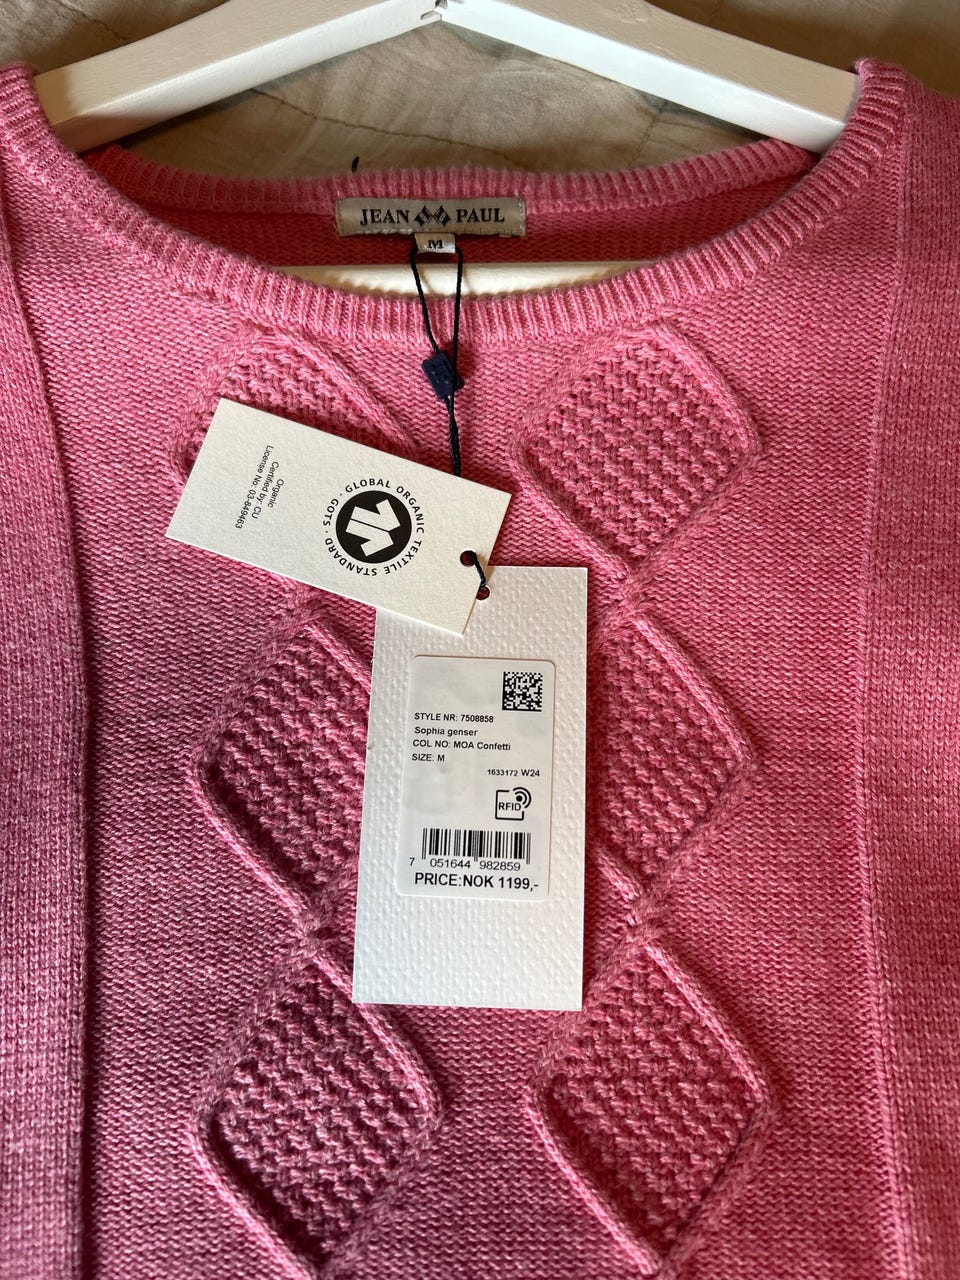 JEAN PAUL
M
GLOBAL ORGANIC TEXTILE STANDARD · GOTS ·
Organic
Certified by: CU
License No: 03-849463
STYLE NR: 7508858
Sophia genser
COL NO: MOA Confetti
SIZE: M
1633172 W24
RFID
7 051644 982859
PRICE:NOK 1199,-